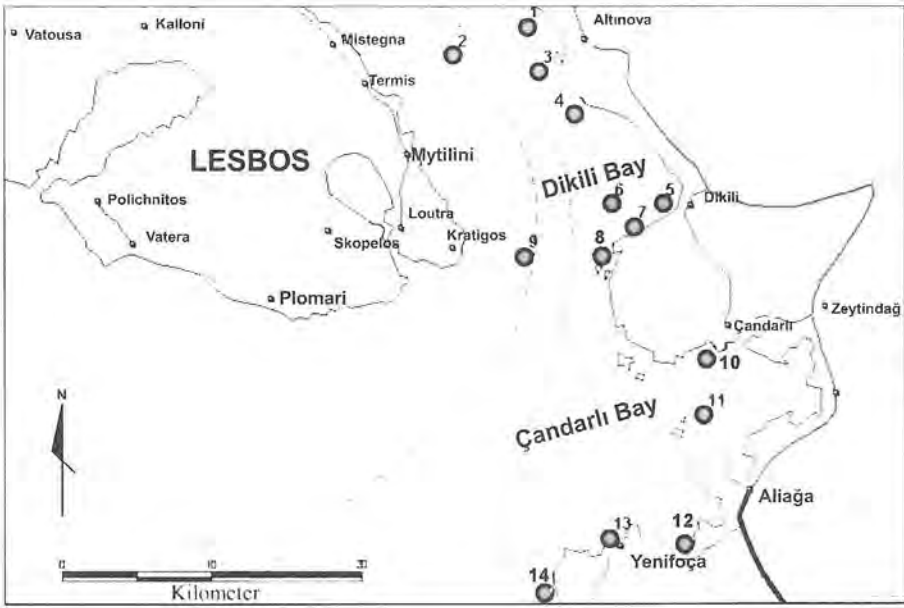 1
Altınova
Kalloni
Vatousa
Mistegna
2
3
Termis
4
LESBOS
Mytilini
Dikili Bay
Polichnitos
6
5
Dikili
7
Loutra
Skopelos
Kratigos
Vatera
9
8
Plomari
Zeytindağ
Çandarlı
10
N
11
Çandarlı Bay
Aliağa
13
12
Yenifoça
0
10
30
Kilometer
14